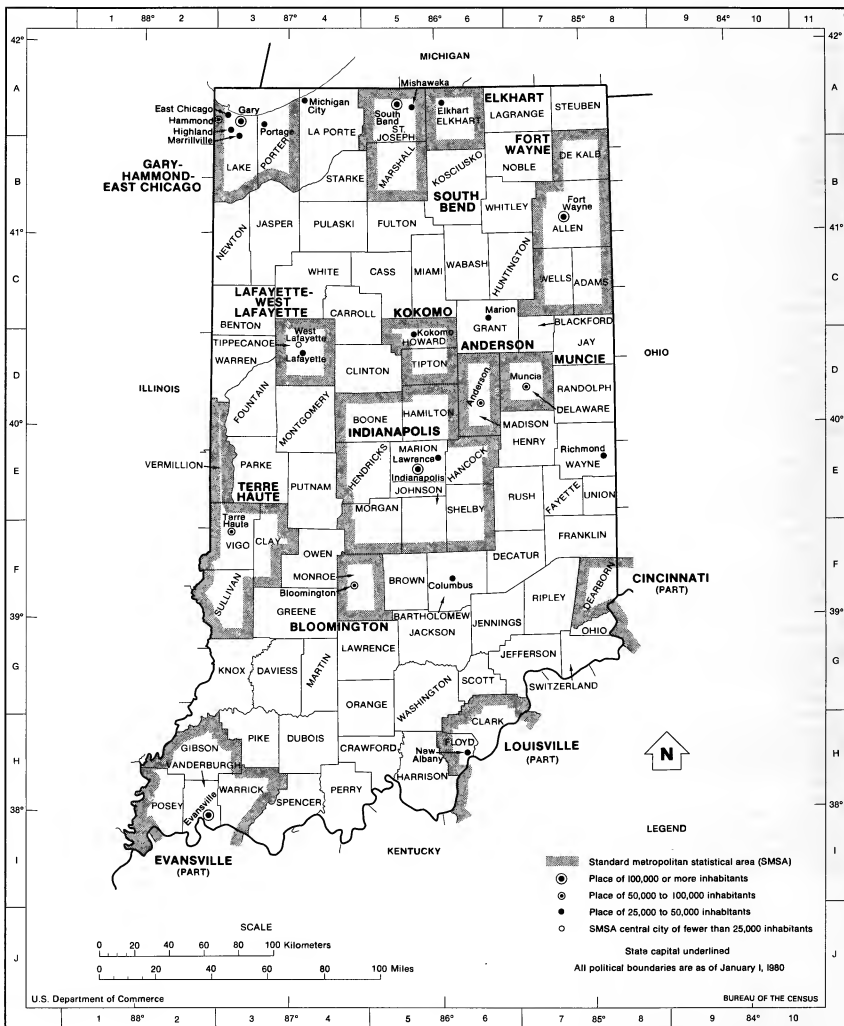 1 88° 2 3 87° 4 5 86° 6 7 85° 8 9 84° 10 11
42° 42°
A A
B B
41° 41°
C C
D D
40° 40°
E E
F F
39° 39°
G G
H H
38° 38°
I I
J J
MICHIGAN
ILLINOIS
OHIO
KENTUCKY
Mishawaka
East Chicago
Gary
Hammond
Highland
Merrillville
Portage
Michigan
City
LA PORTE
South
Bend
ST.
JOSEPH
Elkhart
ELKHART
ELKHART
LAGRANGE
STEUBEN
GARY-
HAMMOND-
EAST CHICAGO
LAKE
PORTER
STARKE
MARSHALL
KOSCIUSKO
SOUTH
BEND
FORT
WAYNE
NOBLE
DE KALB
WHITLEY
Fort
Wayne
ALLEN
NEWTON
JASPER
PULASKI
FULTON
WHITE
CASS
MIAMI
WABASH
HUNTINGTON
WELLS
ADAMS
LAFAYETTE-
WEST
LAFAYETTE
BENTON
CARROLL
KOKOMO
Kokomo
HOWARD
Marion
GRANT
BLACKFORD
JAY
West
Lafayette
TIPPECANOE
Lafayette
WARREN
CLINTON
TIPTON
ANDERSON
Anderson
MUNCIE
Muncie
RANDOLPH
DELAWARE
MADISON
HENRY
FOUNTAIN
MONTGOMERY
BOONE
HAMILTON
INDIANAPOLIS
MARION
Lawrence
Indianapolis
HENDRICKS
HANCOCK
JOHNSON
Richmond
WAYNE
VERMILLION
PARKE
PUTNAM
TERRE
HAUTE
MORGAN
SHELBY
RUSH
FAYETTE
UNION
Terre
Haute
VIGO
CLAY
OWEN
FRANKLIN
DECATUR
MONROE
Bloomington
BLOOMINGTON
BROWN
Columbus
BARTHOLOMEW
DEARBORN
CINCINNATI
(PART)
SULLIVAN
GREENE
JACKSON
JENNINGS
RIPLEY
OHIO
LAWRENCE
JEFFERSON
SWITZERLAND
KNOX
DAVIESS
MARTIN
ORANGE
WASHINGTON
SCOTT
CLARK
LOUISVILLE
(PART)
GIBSON
PIKE
DUBOIS
CRAWFORD
New
Albany
FLOYD
HARRISON
VANDERBURGH
POSEY
Evansville
WARRICK
SPENCER
PERRY
EVANSVILLE
(PART)
N
LEGEND
Standard metropolitan statistical area (SMSA)
Place of 100,000 or more inhabitants
Place of 50,000 to 100,000 inhabitants
Place of 25,000 to 50,000 inhabitants
SMSA central city of fewer than 25,000 inhabitants
State capital underlined
All political boundaries are as of January 1, 1980
SCALE
0 20 40 60 80 100 Kilometers
0 20 40 60 80 100 Miles
U.S. Department of Commerce
BUREAU OF THE CENSUS
1 88° 2 3 87° 4 5 86° 6 7 85° 8 9 84° 10